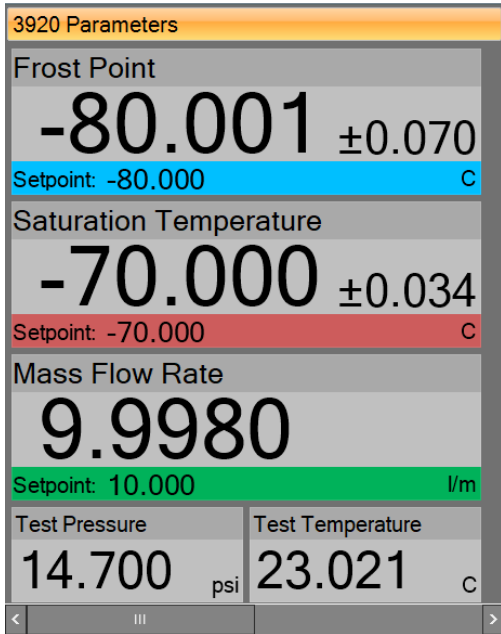 3920 Parameters
Frost Point
-80.001 ±0.070
Setpoint: -80.000 C
Saturation Temperature
-70.000 ±0.034
Setpoint: -70.000 C
Mass Flow Rate
9.9980
Setpoint: 10.000 l/m
Test Pressure
14.700 psi
Test Temperature
23.021 C